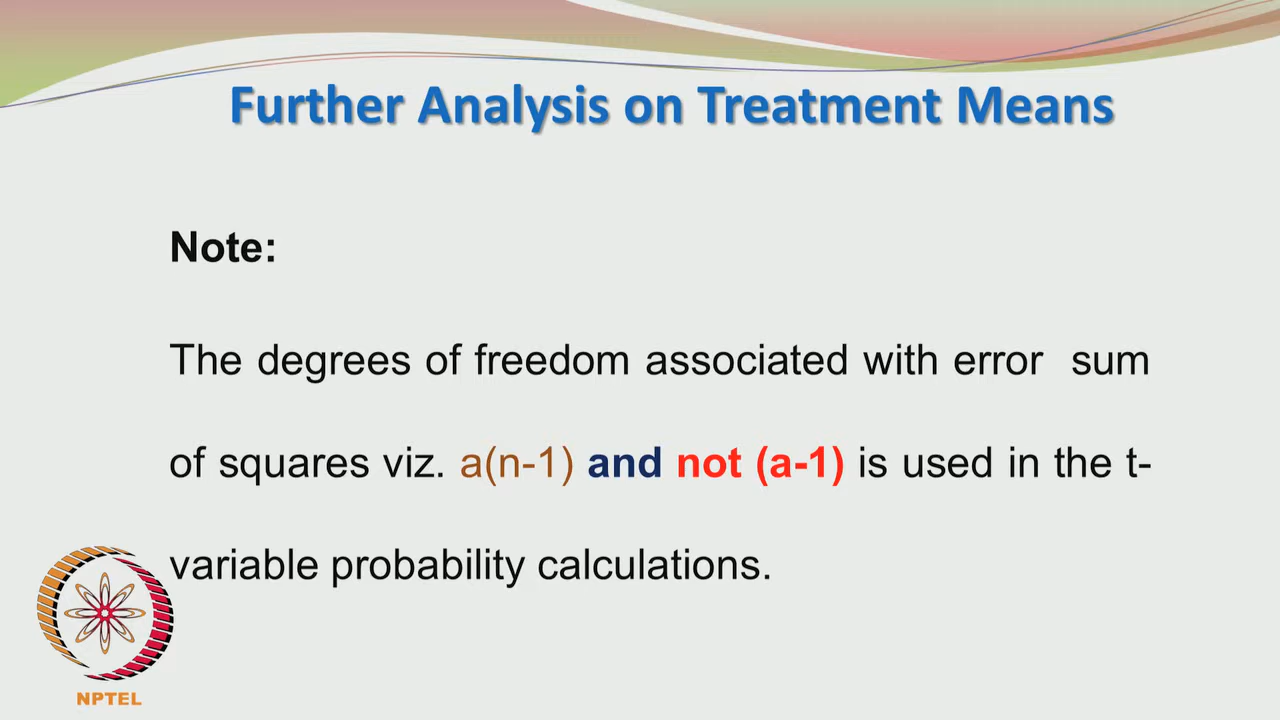 Further Analysis on Treatment Means
Note:
The degrees of freedom associated with error sum
of squares viz. a(n-1) and not (a-1) is used in the t-
variable probability calculations.
NPTEL